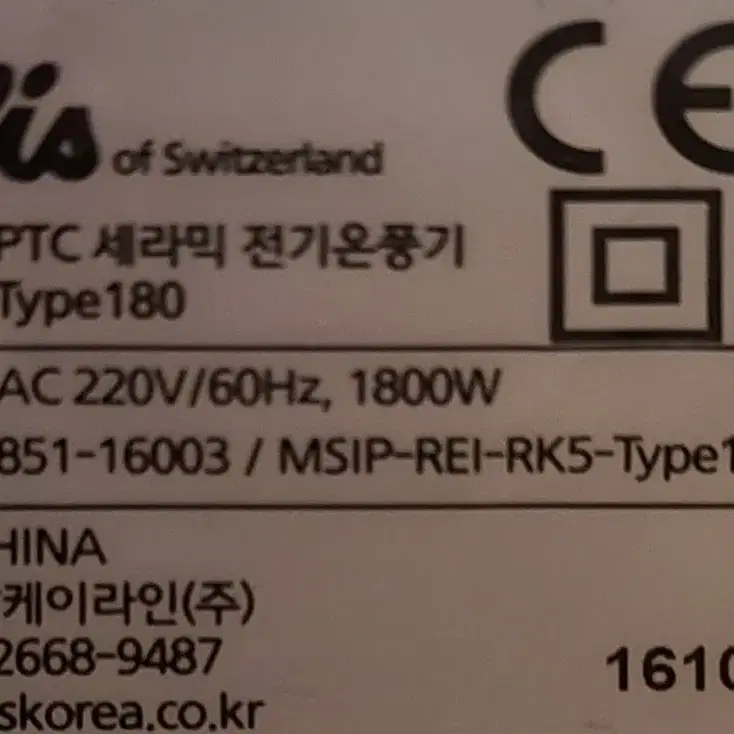 is of Switzerland
CE
PTC 세라믹 전기온풍기
Type180
AC 220V/60Hz, 1800W
851-16003 / MSIP-REI-RK5-Type1
HINA
케이라인(주)
2668-9487
skorea.co.kr
1610